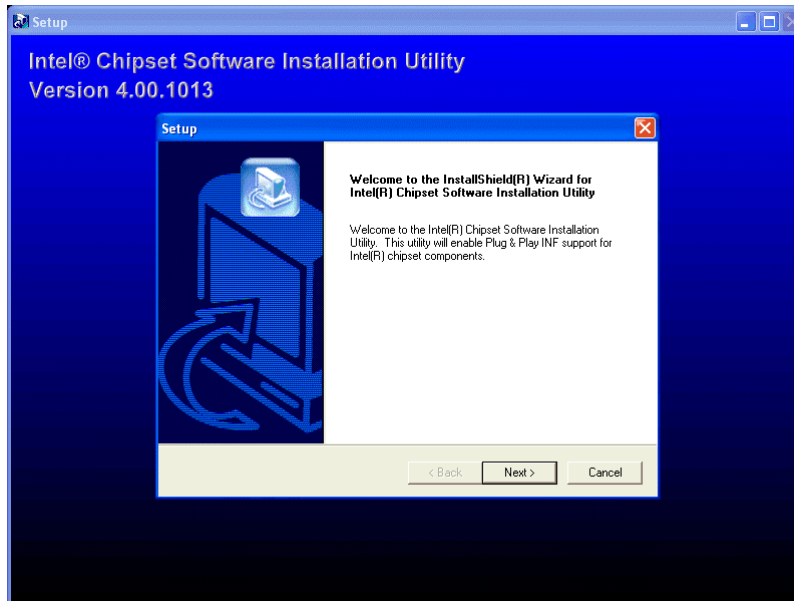 Setup
Intel® Chipset Software Installation Utility
Version 4.00.1013
Setup
Welcome to the InstallShield(R) Wizard for
Intel(R) Chipset Software Installation Utility
Welcome to the Intel(R) Chipset Software Installation
Utility. This utility will enable Plug & Play INF support for
Intel(R) chipset components.
< Back
Next >
Cancel